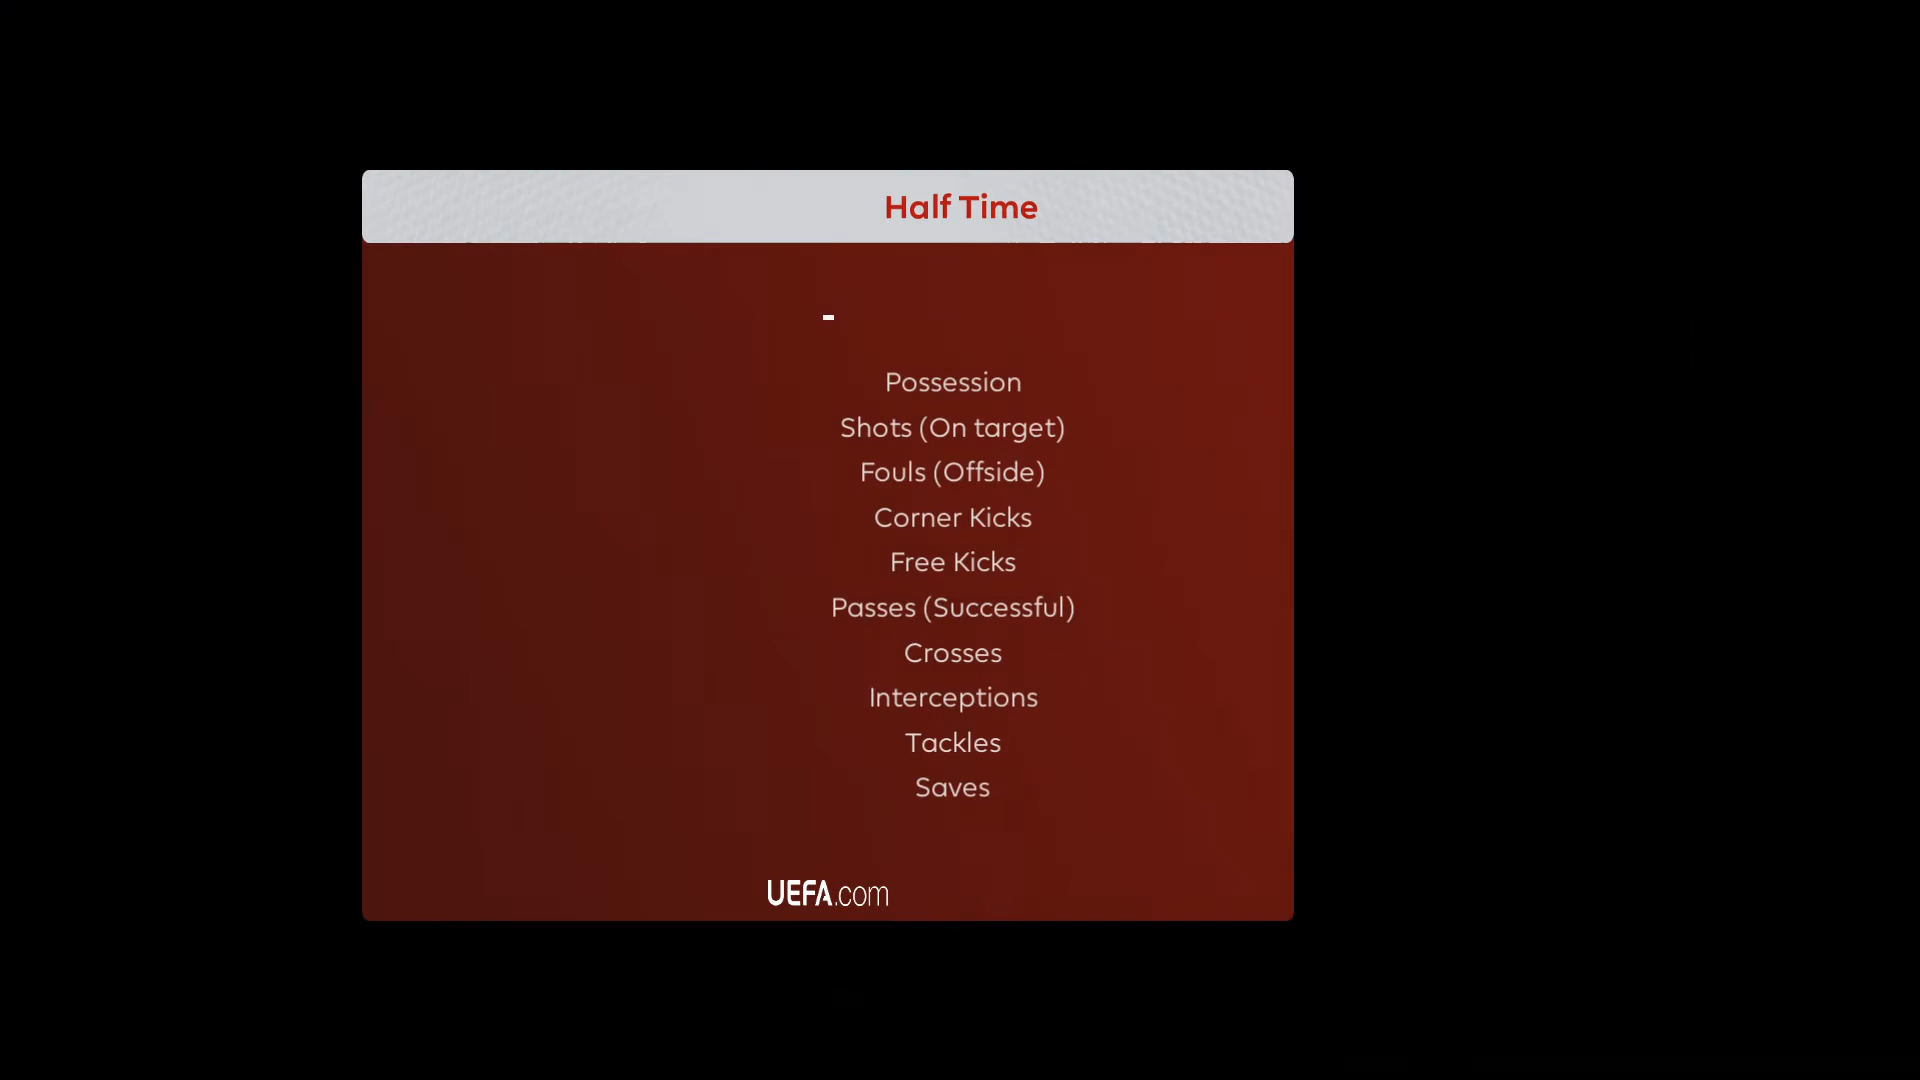 Half Time
-
Possession
Shots (On target)
Fouls (Offside)
Corner Kicks
Free Kicks
Passes (Successful)
Crosses
Interceptions
Tackles
Saves
UEFA.com